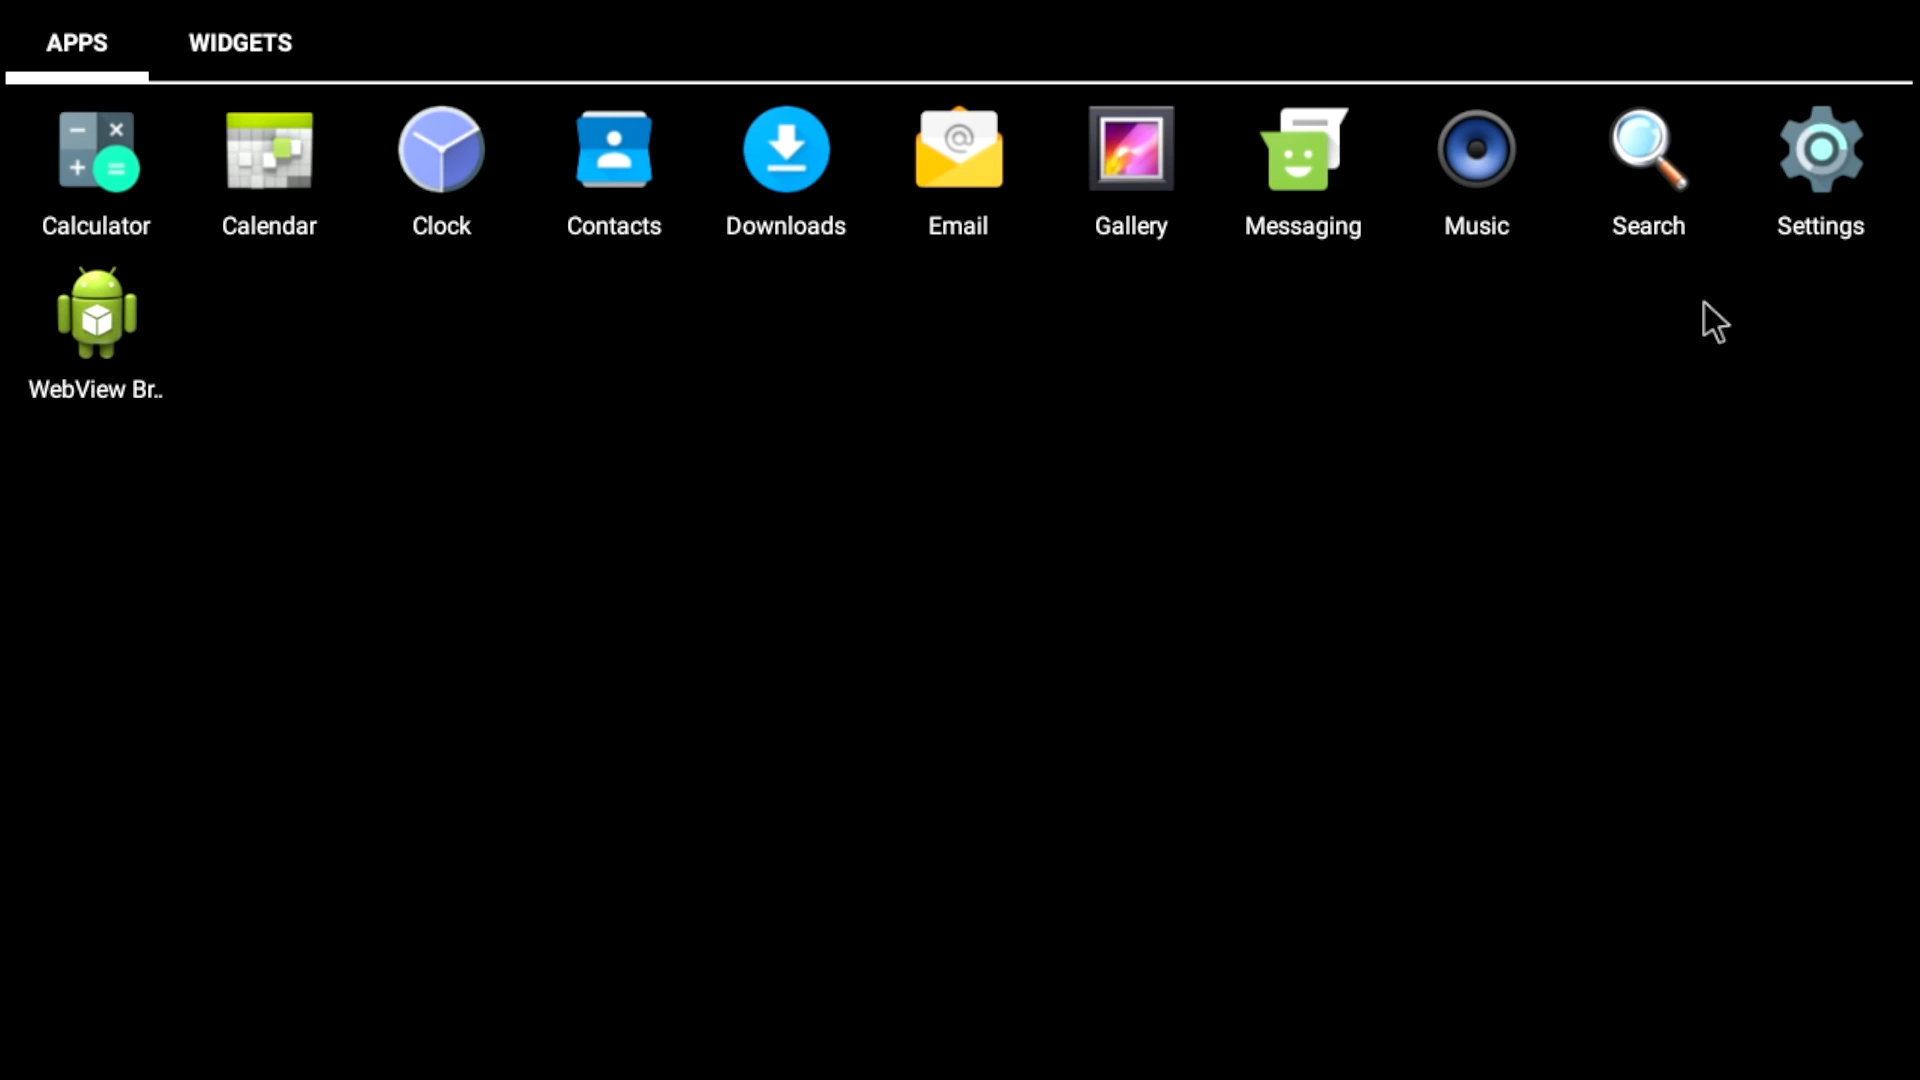 APPS WIDGETS
Calculator Calendar Clock Contacts Downloads Email Gallery Messaging Music Search Settings
WebView Br..